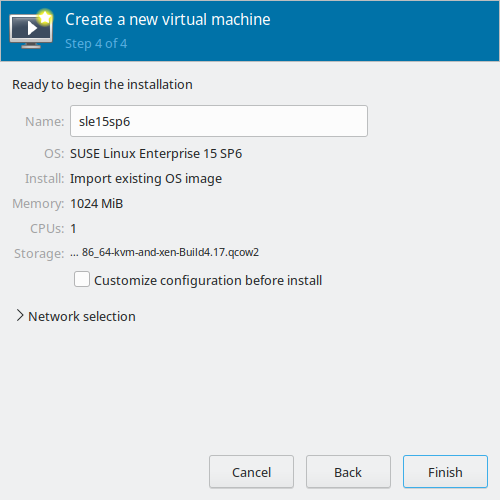 Create a new virtual machine
Step 4 of 4
Ready to begin the installation
Name: sle15sp6
OS: SUSE Linux Enterprise 15 SP6
Install: Import existing OS image
Memory: 1024 MiB
CPUs: 1
Storage: ... 86_64-kvm-and-xen-Build4.17.qcow2
Customize configuration before install
Network selection
Cancel Back Finish